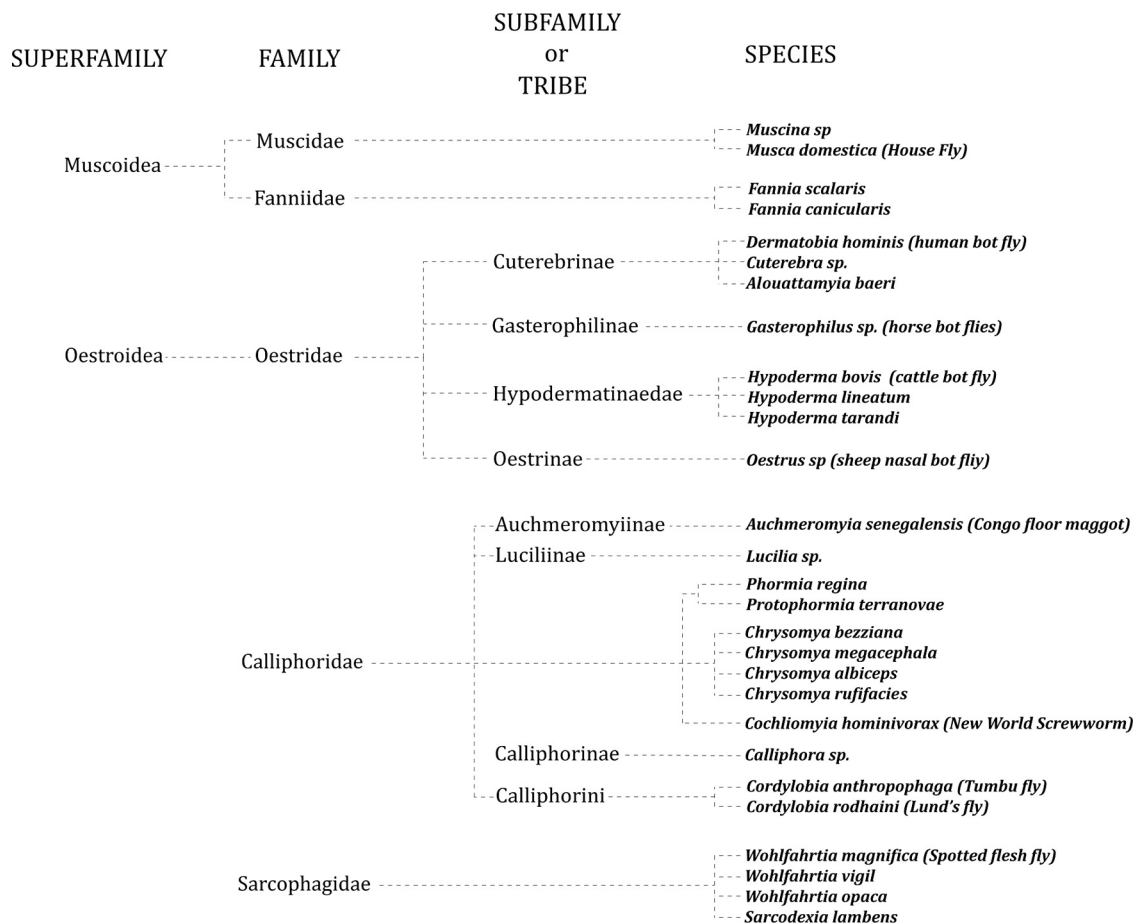 SUPERFAMILY
FAMILY
SUBFAMILY
or
TRIBE
SPECIES
Muscoidea
Muscidae
Muscina sp
Musca domestica (House Fly)
Fanniidae
Fannia scalaris
Fannia canicularis
Oestroidea
Oestridae
Cuterebrinae
Dermatobia hominis (human bot fly)
Cuterebra sp.
Alouattamyia baeri
Gasterophilinae
Gasterophilus sp. (horse bot flies)
Hypodermatinaedae
Hypoderma bovis (cattle bot fly)
Hypoderma lineatum
Hypoderma tarandi
Oestrinae
Oestrus sp (sheep nasal bot fliy)
Calliphoridae
Auchmeromyiinae
Auchmeromyia senegalensis (Congo floor maggot)
Luciliinae
Lucilia sp.
Phormia regina
Protophormia terranovae
Chrysomya bezziana
Chrysomya megacephala
Chrysomya albiceps
Chrysomya rufifacies
Cochliomyia hominivorax (New World Screwworm)
Calliphorinae
Calliphora sp.
Calliphorini
Cordylobia anthropophaga (Tumbu fly)
Cordylobia rodhaini (Lund's fly)
Sarcophagidae
Wohlfahrtia magnifica (Spotted flesh fly)
Wohlfahrtia vigil
Wohlfahrtia opaca
Sarcodexia lambens